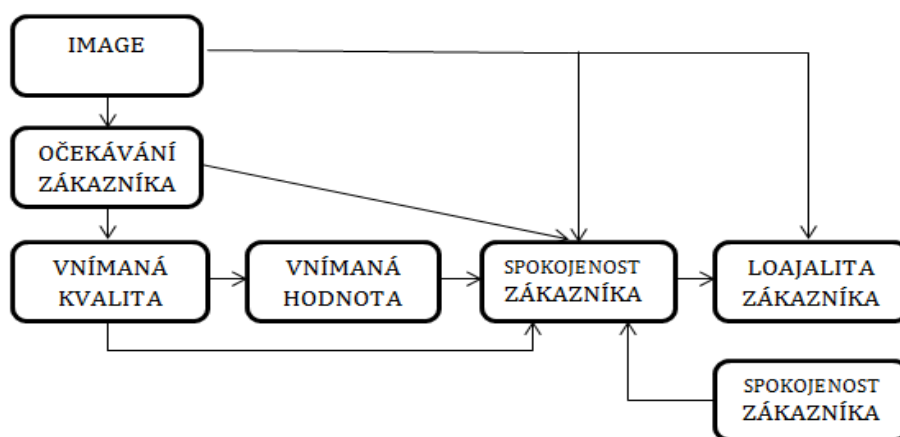 IMAGE
OČEKÁVÁNÍ
ZÁKAZNÍKA
VNÍMANÁ
KVALITA
VNÍMANÁ
HODNOTA
SPOKOJENOST
ZÁKAZNÍKA
LOAJALITA
ZÁKAZNÍKA
SPOKOJENOST
ZÁKAZNÍKA